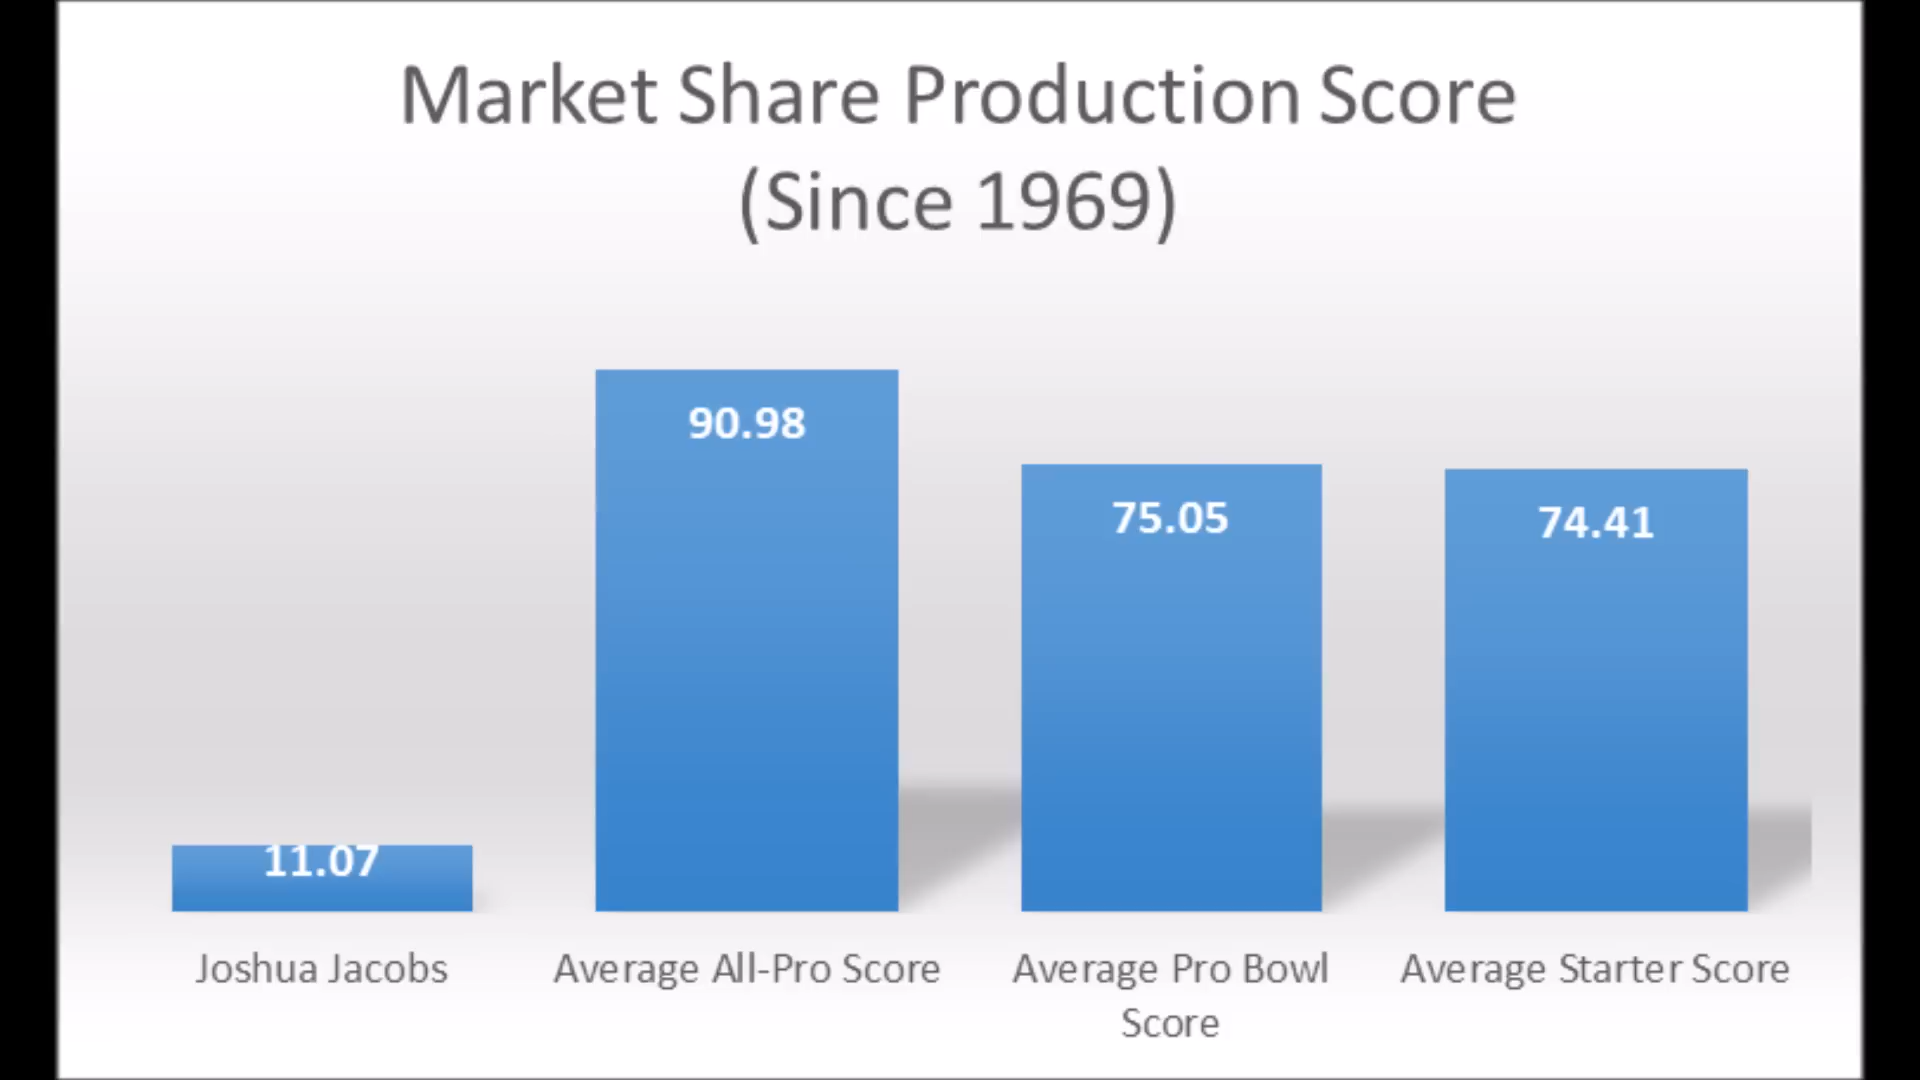 Market Share Production Score
(Since 1969)
90.98
75.05
74.41
11.07
Joshua Jacobs
Average All-Pro Score
Average Pro Bowl
Score
Average Starter Score